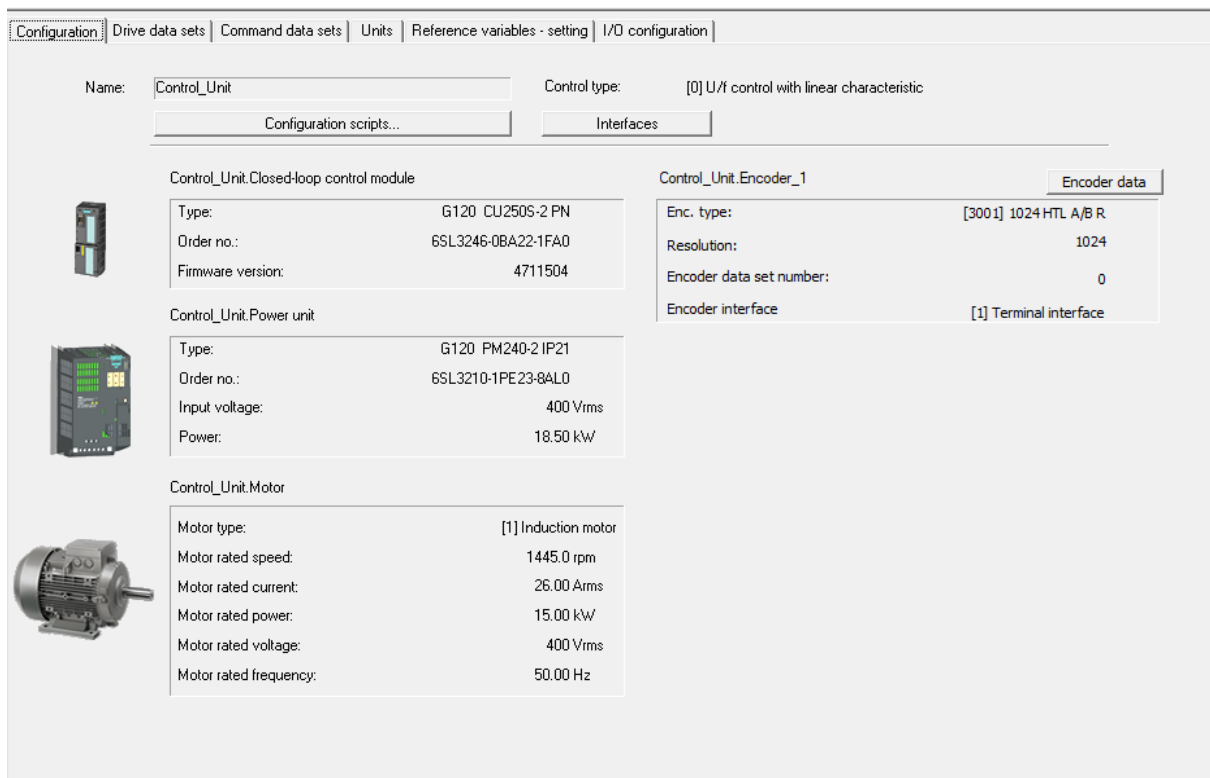 Configuration Drive data sets Command data sets Units Reference variables - setting I/O configuration
Name: Control_Unit Control type: [0] U/f control with linear characteristic
Configuration scripts... Interfaces
Control_Unit.Closed-loop control module
Type: G120 CU250S-2 PN
Order no.: 6SL3246-0BA22-1FA0
Firmware version: 4711504
Control_Unit.Encoder_1 Encoder data
Enc. type: [3001] 1024 HTL A/B R
Resolution: 1024
Encoder data set number: 0
Encoder interface [1] Terminal interface
Control_Unit.Power unit
Type: G120 PM240-2 IP21
Order no.: 6SL3210-1PE23-8AL0
Input voltage: 400 Vrms
Power: 18.50 kW
Control_Unit.Motor
Motor type: [1] Induction motor
Motor rated speed: 1445.0 rpm
Motor rated current: 26.00 Arms
Motor rated power: 15.00 kW
Motor rated voltage: 400 Vrms
Motor rated frequency: 50.00 Hz